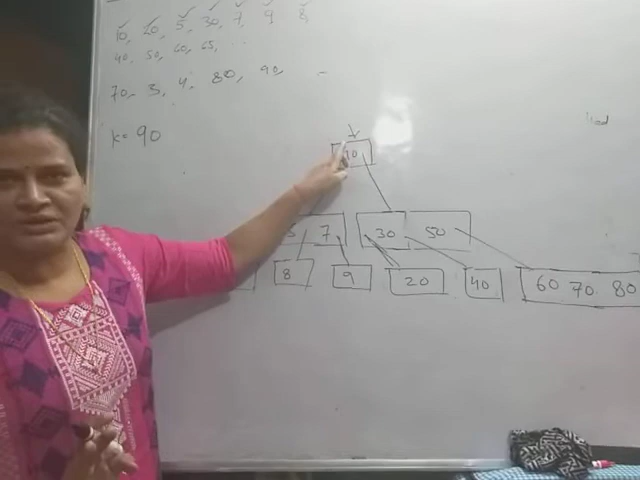 10, 20, 5, 30, 7, 9 8
40, 50, 60, 65, ..
70, 3, 4, 80, 90, -
k = 90
10
5 7 30 50
8 9 20 40 60 70 80